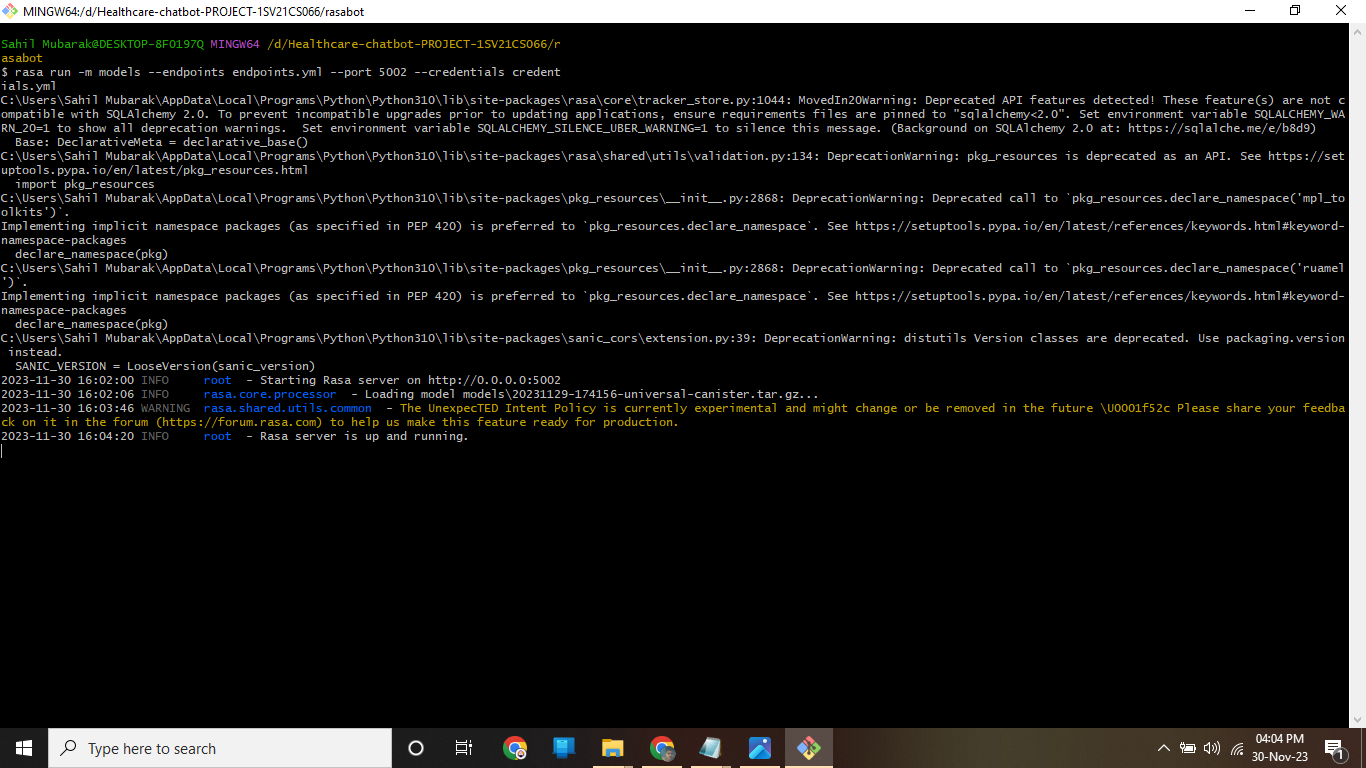 MINGW64:/d/Healthcare-chatbot-PROJECT-1SV21CS066/rasabot
Sahil Mubarak@DESKTOP-8F0197Q MINGW64 /d/Healthcare-chatbot-PROJECT-1SV21CS066/r
asabot
$ rasa run -m models --endpoints endpoints.yml --port 5002 --credentials credent
ials.yml
C:\Users\Sahil Mubarak\AppData\Local\Programs\Python\Python310\lib\site-packages\rasa\core\tracker_store.py:1044: MovedIn20Warning: Deprecated API features detected! These feature(s) are not c
ompatible with SQLAlchemy 2.0. To prevent incompatible upgrades prior to updating applications, ensure requirements files are pinned to "sqlalchemy<2.0". Set environment variable SQLALCHEMY_WA
RN_20=1 to show all deprecation warnings.  Set environment variable SQLALCHEMY_SILENCE_UBER_WARNING=1 to silence this message. (Background on SQLAlchemy 2.0 at: https://sqlalche.me/e/b8d9)
  Base: DeclarativeMeta = declarative_base()
C:\Users\Sahil Mubarak\AppData\Local\Programs\Python\Python310\lib\site-packages\rasa\shared\utils\validation.py:134: DeprecationWarning: pkg_resources is deprecated as an API. See https://set
uptools.pypa.io/en/latest/pkg_resources.html
  import pkg_resources
C:\Users\Sahil Mubarak\AppData\Local\Programs\Python\Python310\lib\site-packages\pkg_resources\__init__.py:2868: DeprecationWarning: Deprecated call to `pkg_resources.declare_namespace('mpl_to
olkits')`.
Implementing implicit namespace packages (as specified in PEP 420) is preferred to `pkg_resources.declare_namespace`. See https://setuptools.pypa.io/en/latest/references/keywords.html#keyword-
namespace-packages
  declare_namespace(pkg)
C:\Users\Sahil Mubarak\AppData\Local\Programs\Python\Python310\lib\site-packages\pkg_resources\__init__.py:2868: DeprecationWarning: Deprecated call to `pkg_resources.declare_namespace('ruamel
')`.
Implementing implicit namespace packages (as specified in PEP 420) is preferred to `pkg_resources.declare_namespace`. See https://setuptools.pypa.io/en/latest/references/keywords.html#keyword-
namespace-packages
  declare_namespace(pkg)
C:\Users\Sahil Mubarak\AppData\Local\Programs\Python\Python310\lib\site-packages\sanic_cors\extension.py:39: DeprecationWarning: distutils Version classes are deprecated. Use packaging.version
 instead.
  SANIC_VERSION = LooseVersion(sanic_version)
2023-11-30 16:02:00 INFO     root  - Starting Rasa server on http://0.0.0.0:5002
2023-11-30 16:02:06 INFO     rasa.core.processor  - Loading model models\20231129-174156-universal-canister.tar.gz...
2023-11-30 16:03:46 WARNING  rasa.shared.utils.common  - The UnexpecTED Intent Policy is currently experimental and might change or be removed in the future \U0001f52c Please share your feedba
ck on it in the forum (https://forum.rasa.com) to help us make this feature ready for production.
2023-11-30 16:04:20 INFO     root  - Rasa server is up and running.
Type here to search
04:04 PM
30-Nov-23
1